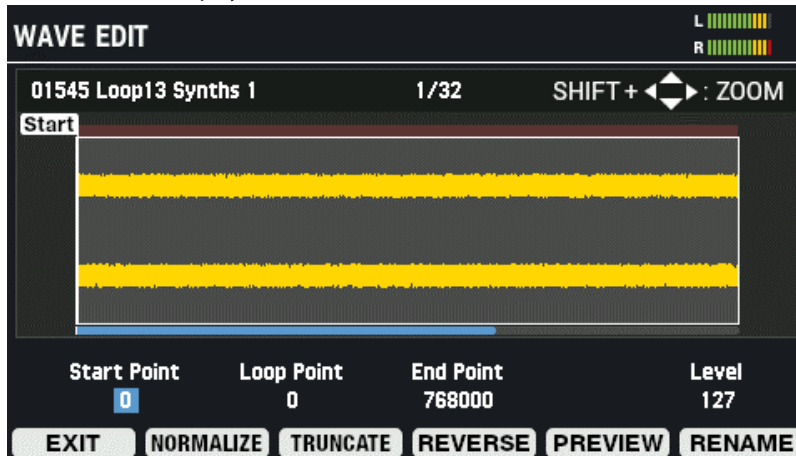 WAVE EDIT
L
R
01545 Loop13 Synths 1 1/32 SHIFT + : ZOOM
Start
Start Point Loop Point End Point Level
0 0 768000 127
EXIT NORMALIZE TRUNCATE REVERSE PREVIEW RENAME